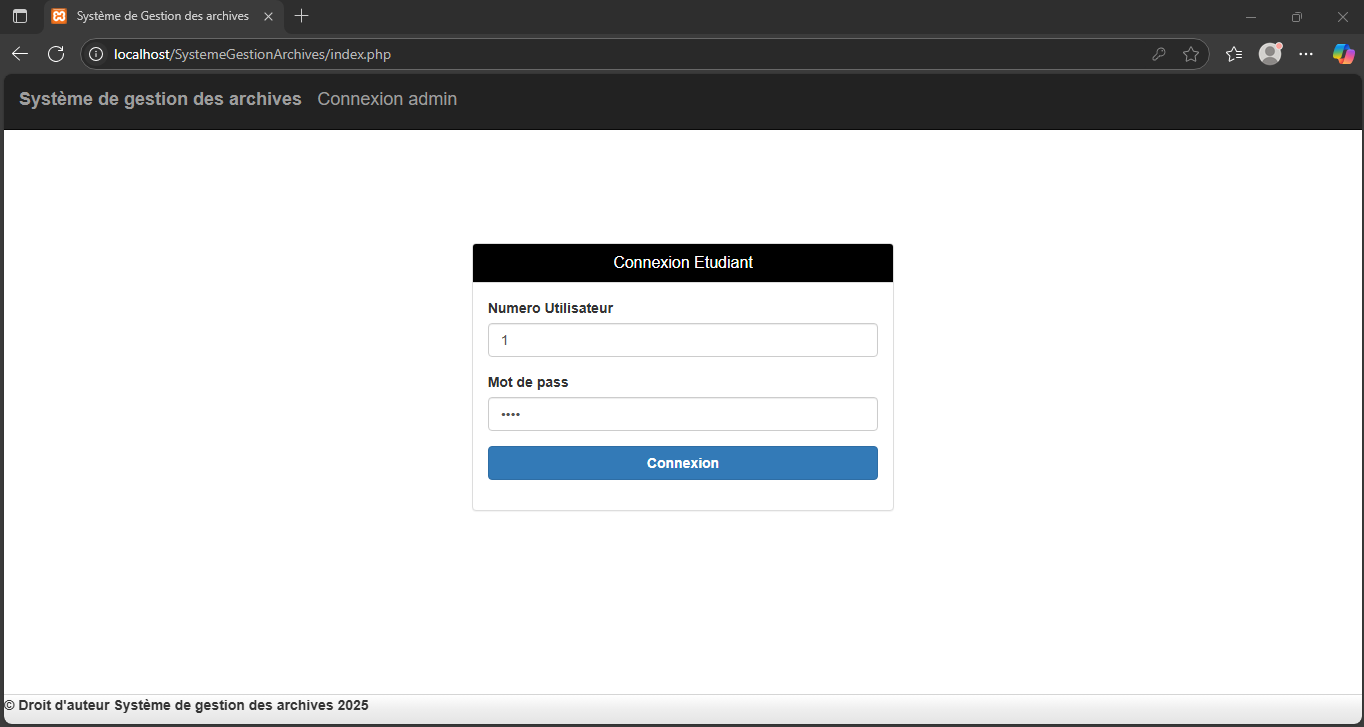 Système de Gestion des archives
localhost/SystemeGestionArchives/index.php
Système de gestion des archives Connexion admin
Connexion Etudiant
Numero Utilisateur
1
Mot de pass
••••
Connexion
© Droit d'auteur Système de gestion des archives 2025